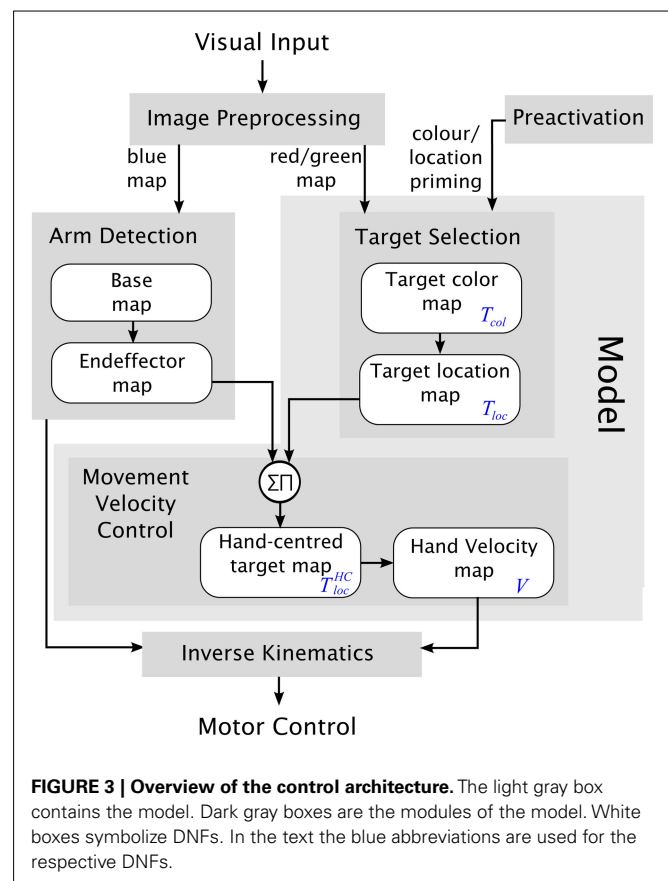 Visual Input
Image Preprocessing
Preactivation
blue
map
red/green
map
colour/
location
priming
Arm Detection
Base
map
Endeffector
map
Target Selection
Target color
map
T_col
Target location
map
T_loc
Model
Movement
Velocity
Control
ΣΠ
Hand-centred
target map
T_loc^HC
Hand Velocity
map
V
Inverse Kinematics
Motor Control
FIGURE 3 | Overview of the control architecture. The light gray box
contains the model. Dark gray boxes are the modules of the model. White
boxes symbolize DNFs. In the text the blue abbreviations are used for the
respective DNFs.